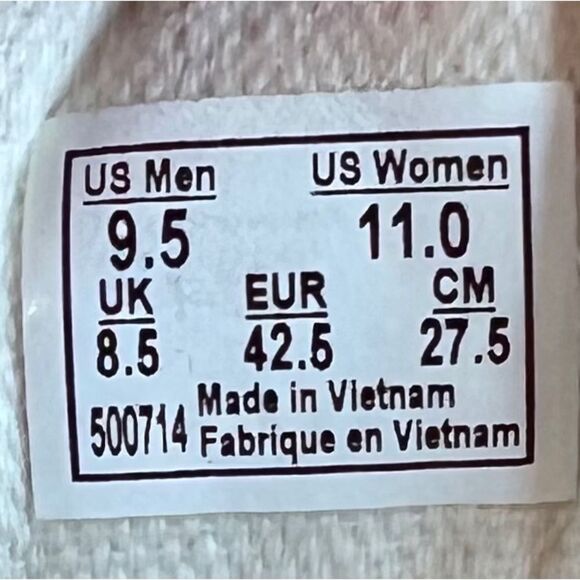 US Men US Women
9.5 11.0
UK EUR CM
8.5 42.5 27.5
500714 Made in Vietnam
Fabrique en Vietnam